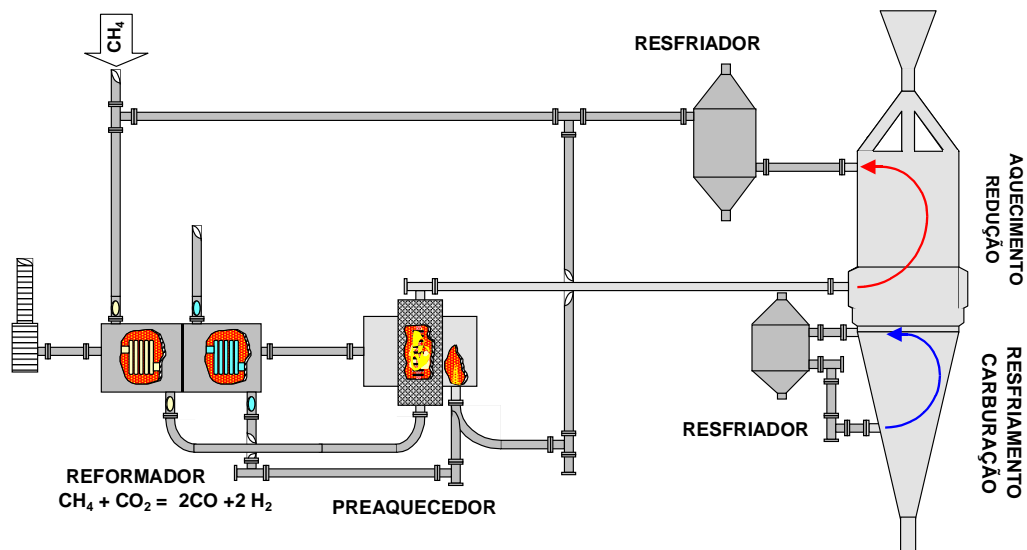 CH₄
RESFRIADOR
AQUECIMENTO
REDUÇÃO
RESFRIADOR
RESFRIAMENTO
CARBURAÇÃO
REFORMADOR
CH₄ + CO₂ = 2CO +2 H₂
PREAQUECEDOR